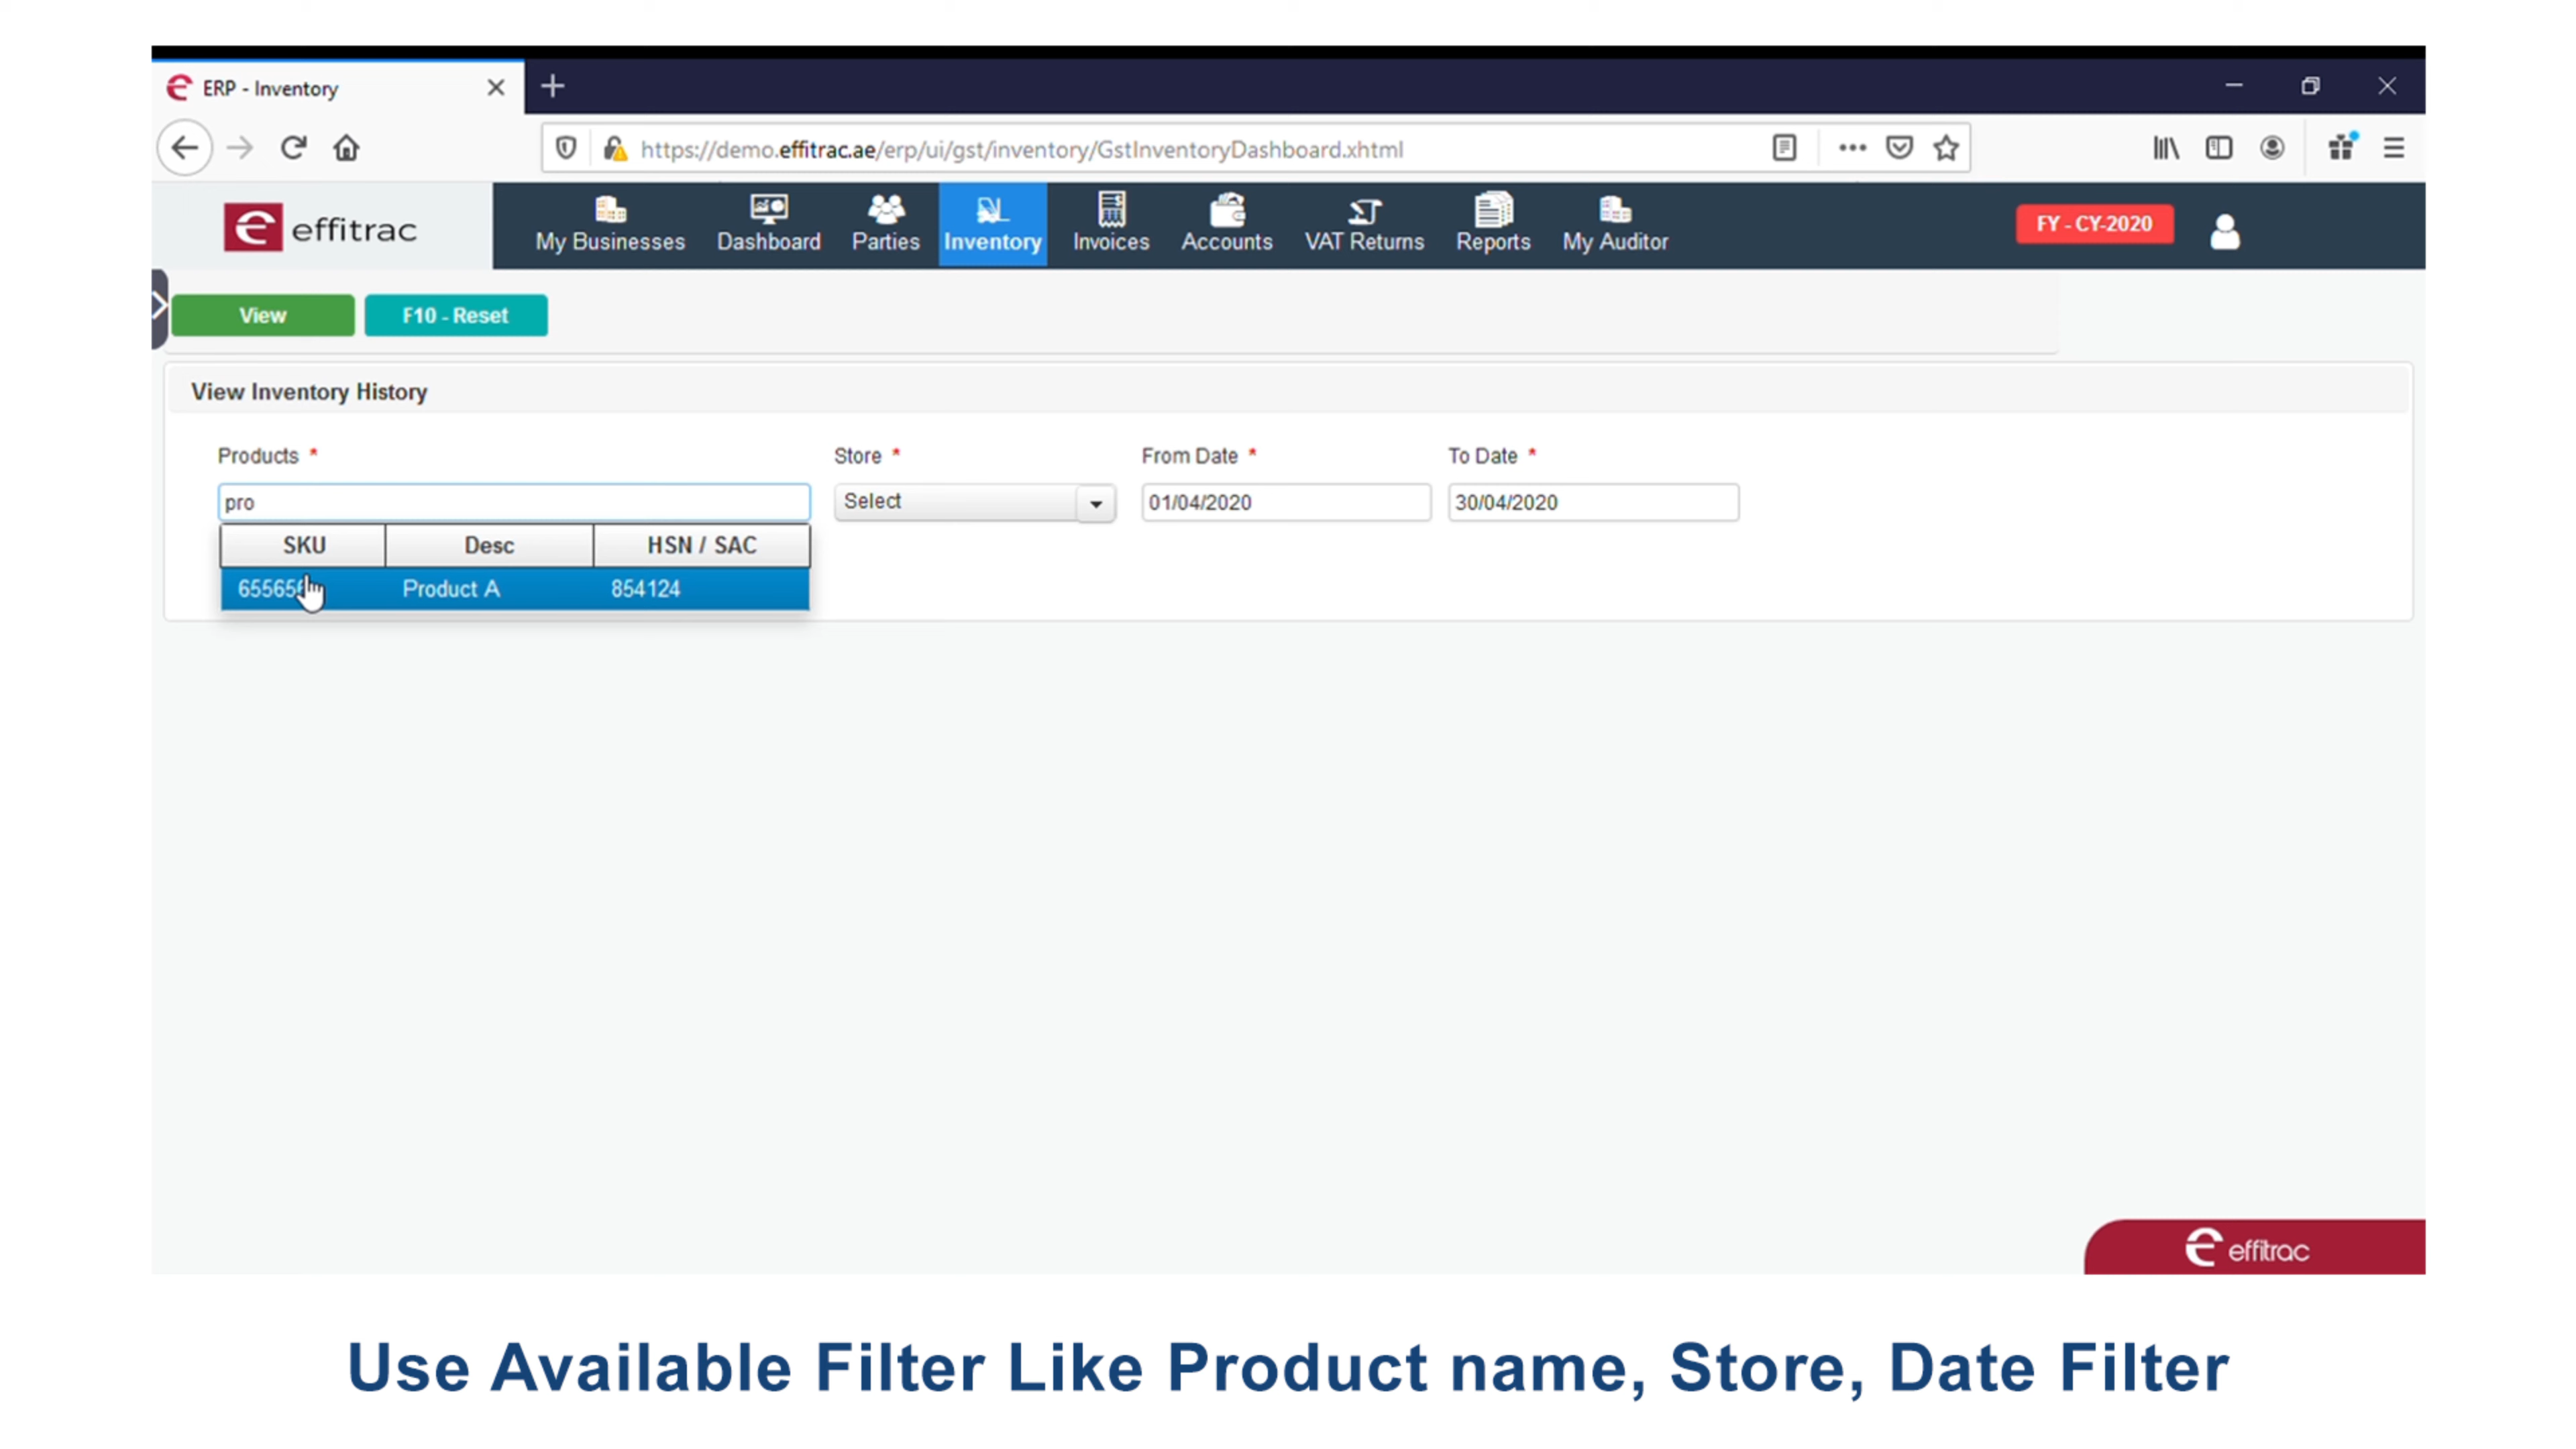 ERP - Inventory
https://demo.effitrac.ae/erp/ui/gst/inventory/GstInventoryDashboard.xhtml
effitrac
My Businesses Dashboard Parties Inventory Invoices Accounts VAT Returns Reports My Auditor
FY - CY-2020
View F10 - Reset
View Inventory History
Products * Store * From Date * To Date *
pro Select 01/04/2020 30/04/2020
SKU Desc HSN / SAC
Product A 854124
effitrac
Use Available Filter Like Product name, Store, Date Filter